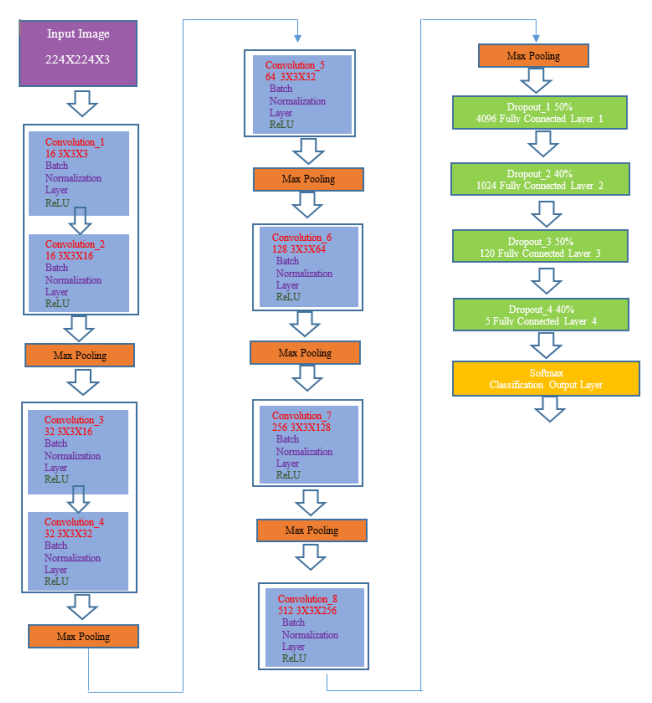 Input Image
224X224X3
Convolution_1
16 3X3X3
Batch
Normalization
Layer
ReLU
Convolution_2
16 3X3X16
Batch
Normalization
Layer
ReLU
Max Pooling
Convolution_3
32 3X3X16
Batch
Normalization
Layer
ReLU
Convolution_4
32 3X3X32
Batch
Normalization
Layer
ReLU
Max Pooling
Convolution_5
64 3X3X32
Batch
Normalization
Layer
ReLU
Max Pooling
Convolution_6
128 3X3X64
Batch
Normalization
Layer
ReLU
Max Pooling
Convolution_7
256 3X3X128
Batch
Normalization
Layer
ReLU
Max Pooling
Convolution_8
512 3X3X256
Batch
Normalization
Layer
ReLU
Max Pooling
Dropout_1 50%
4096 Fully Connected Layer 1
Dropout_2 40%
1024 Fully Connected Layer 2
Dropout_3 50%
120 Fully Connected Layer 3
Dropout_4 40%
5 Fully Connected Layer 4
Softmax
Classification Output Layer